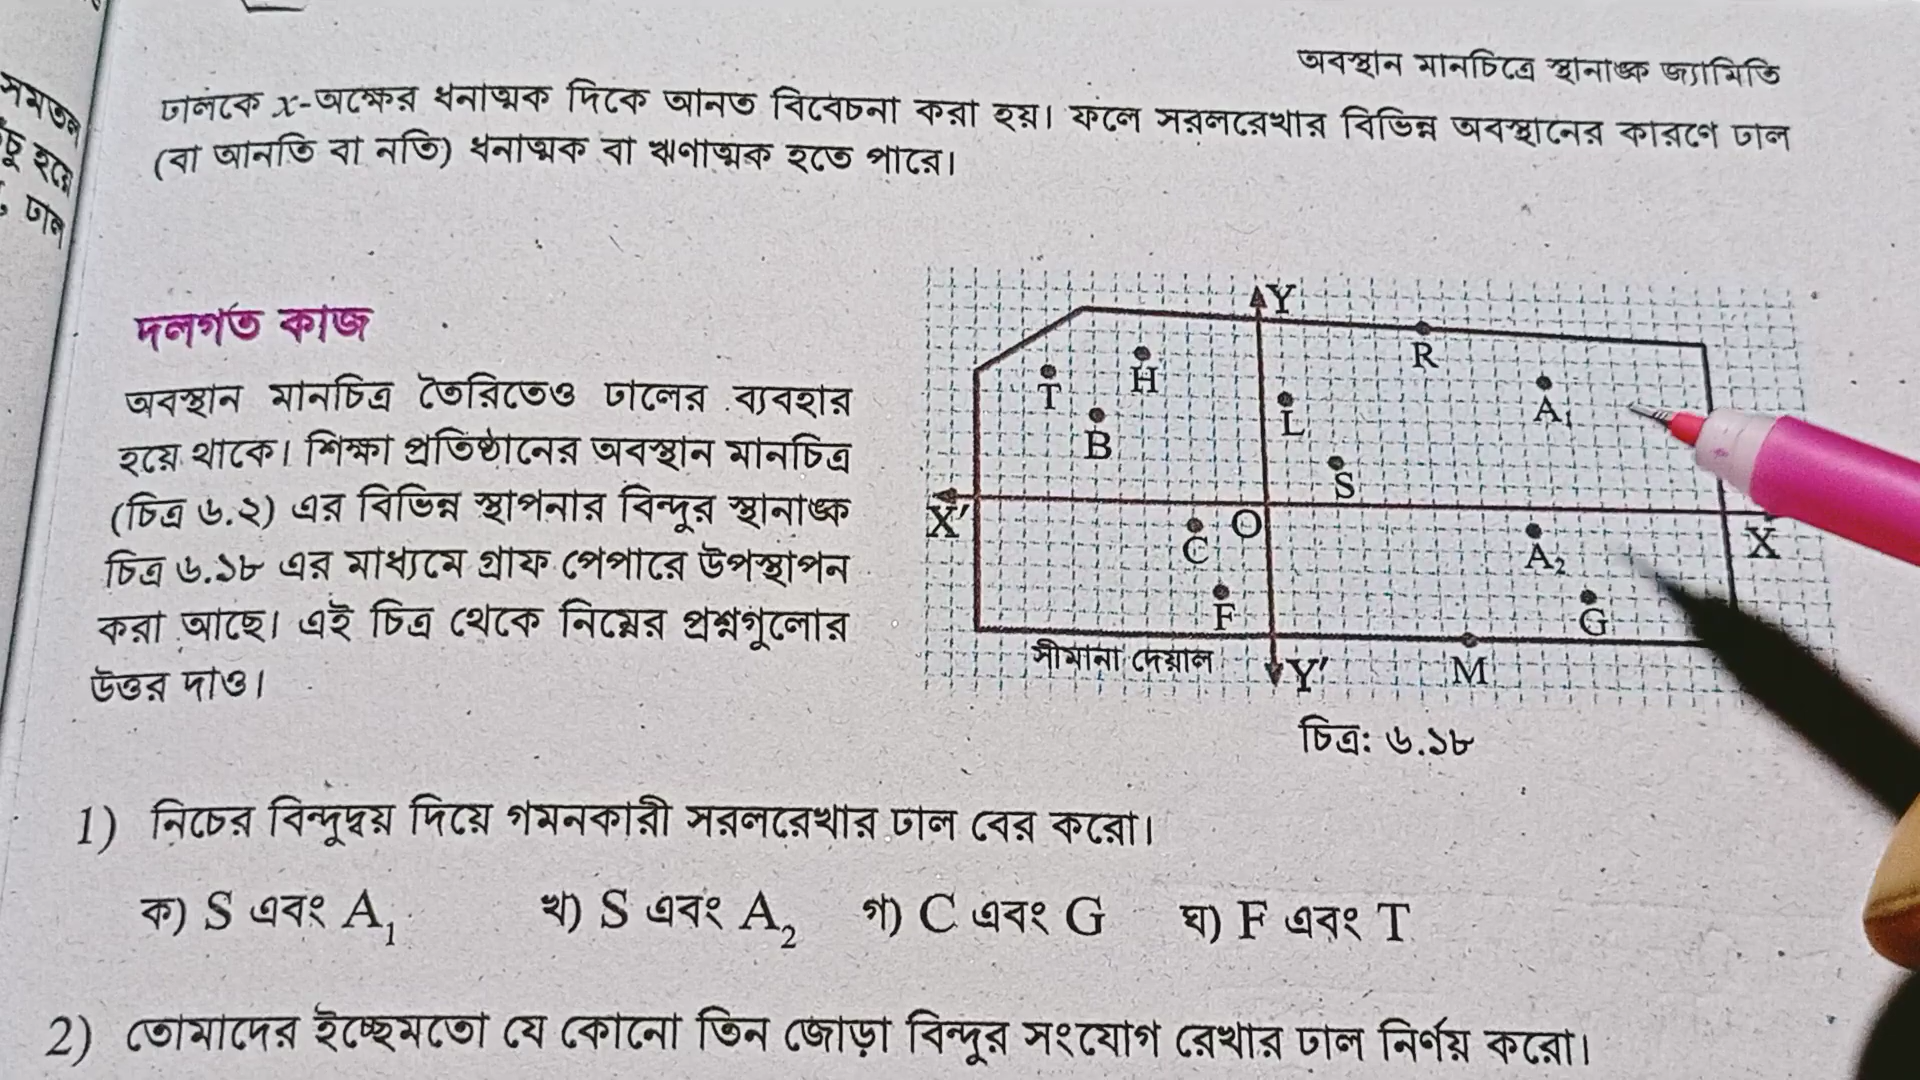 অবস্থান মানচিত্রে স্থানাঙ্ক জ্যামিতি
ঢালকে x-অক্ষের ধনাত্মক দিকে আনত বিবেচনা করা হয়। ফলে সরলরেখার বিভিন্ন অবস্থানের কারণে ঢাল
(বা আনতি বা নতি) ধনাত্মক বা ঋণাত্মক হতে পারে।
সমতল
হয়ে
ঢাল
দলগত কাজ
অবস্থান মানচিত্র তৈরিতেও ঢালের ব্যবহার
হয়ে থাকে। শিক্ষা প্রতিষ্ঠানের অবস্থান মানচিত্র
(চিত্র ৬.২) এর বিভিন্ন স্থাপনার বিন্দুর স্থানাঙ্ক
চিত্র ৬.১৮ এর মাধ্যমে গ্রাফ পেপারে উপস্থাপন
করা আছে। এই চিত্র থেকে নিম্নের প্রশ্নগুলোর
উত্তর দাও।
Y
R
H
T
A₁
L
B
S
X′
O
X
C
A₂
F
G
সীমানা দেয়াল
Y′
M
চিত্র: ৬.১৮
1) নিচের বিন্দুদ্বয় দিয়ে গমনকারী সরলরেখার ঢাল বের করো।
ক) S এবং A₁ খ) S এবং A₂ গ) C এবং G ঘ) F এবং T
2) তোমাদের ইচ্ছেমতো যে কোনো তিন জোড়া বিন্দুর সংযোগ রেখার ঢাল নির্ণয় করো।